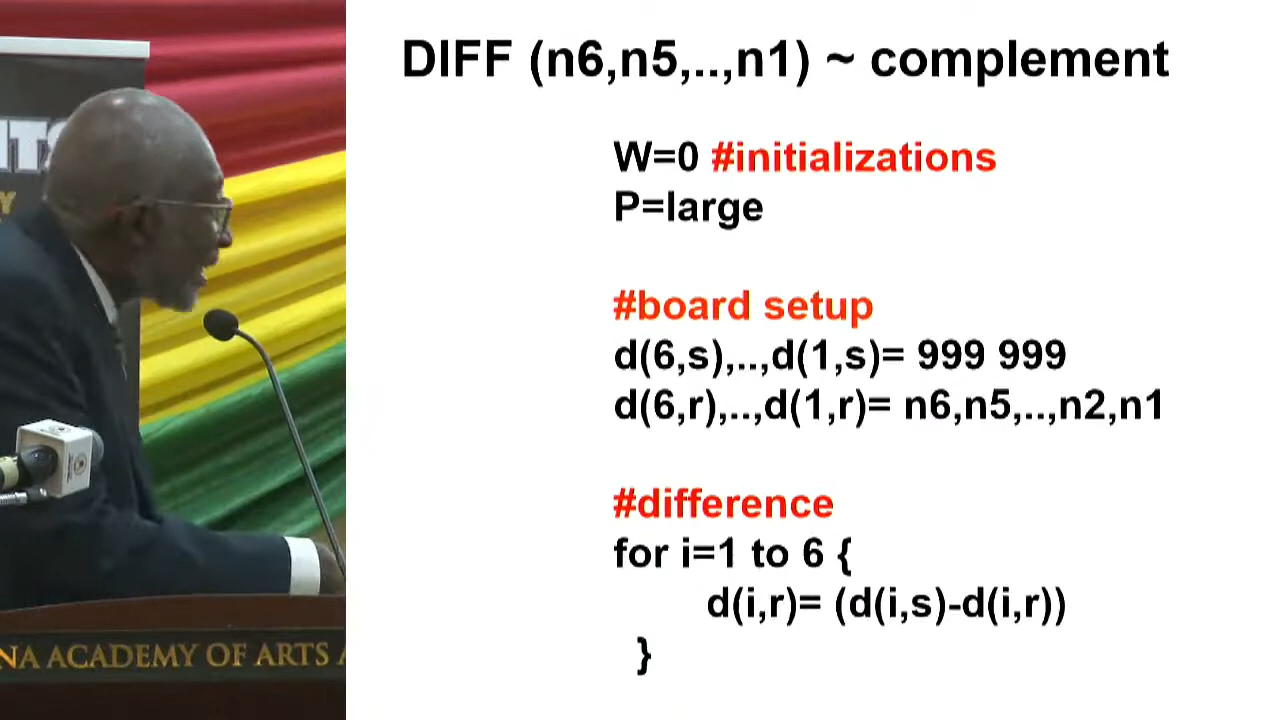 DIFF (n6,n5,..,n1) ~ complement
W=0 #initializations
P=large
#board setup
d(6,s),..,d(1,s)= 999 999
d(6,r),..,d(1,r)= n6,n5,..,n2,n1
#difference
for i=1 to 6 {
d(i,r)= (d(i,s)-d(i,r))
}
NA ACADEMY OF ARTS